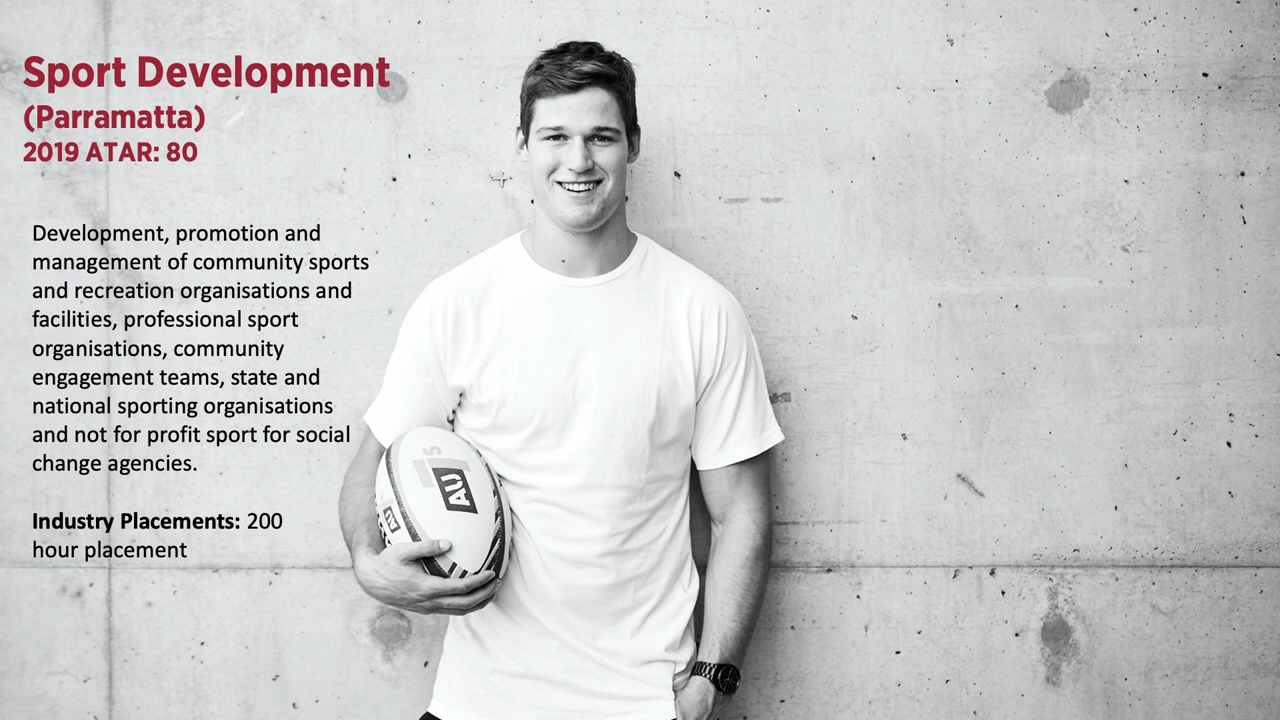 Sport Development
(Parramatta)
2019 ATAR: 80
Development, promotion and
management of community sports
and recreation organisations and
facilities, professional sport
organisations, community
engagement teams, state and
national sporting organisations
and not for profit sport for social
change agencies.
Industry Placements: 200
hour placement
AU
S
AU